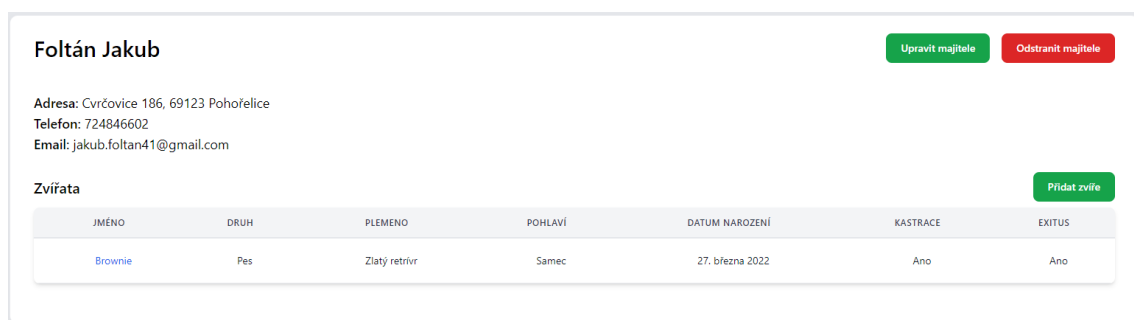 Foltán Jakub
Upravit majitele
Odstranit majitele
Adresa: Cvrčovice 186, 69123 Pohořelice
Telefon: 724846602
Email: jakub.foltan41@gmail.com
Zvířata
Přidat zvíře
JMÉNO DRUH PLEMENO POHLAVÍ DATUM NAROZENÍ KASTRACE EXITUS
Brownie Pes Zlatý retrívr Samec 27. března 2022 Ano Ano